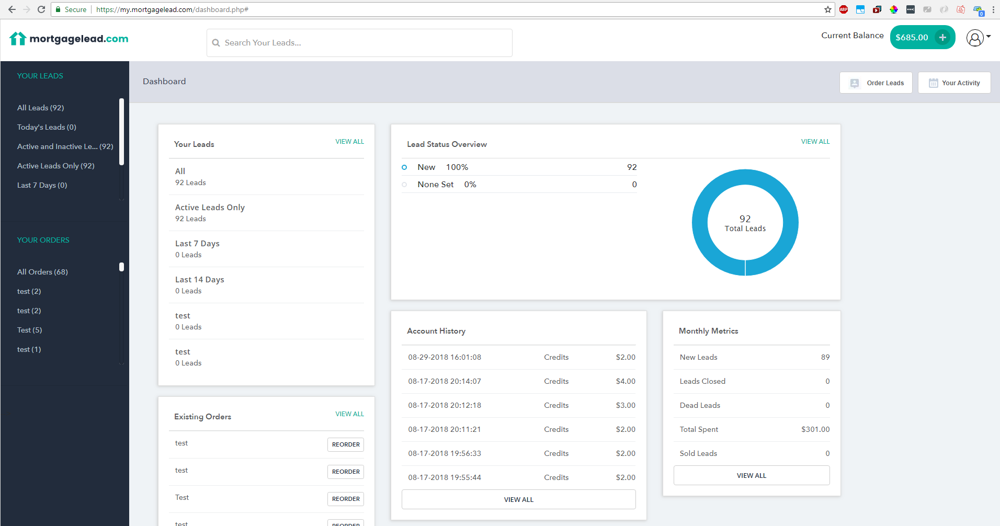 Secure
https://my.mortgagelead.com/dashboard.php#
ABP
0
mortgagelead.com
Search Your Leads...
Current Balance
$685.00
YOUR LEADS
All Leads (92)
Today's Leads (0)
Active and Inactive Le... (92)
Active Leads Only (92)
Last 7 Days (0)
YOUR ORDERS
All Orders (68)
test (2)
test (2)
Test (5)
test (1)
Dashboard
Order Leads
Your Activity
Your Leads
VIEW ALL
All
92 Leads
Active Leads Only
92 Leads
Last 7 Days
0 Leads
Last 14 Days
0 Leads
test
0 Leads
test
0 Leads
Existing Orders
VIEW ALL
test
REORDER
test
REORDER
Test
REORDER
test
REORDER
Lead Status Overview
VIEW ALL
New 100% 92
None Set 0% 0
92
Total Leads
Account History
08-29-2018 16:01:08 Credits $2.00
08-17-2018 20:14:07 Credits $4.00
08-17-2018 20:12:18 Credits $3.00
08-17-2018 20:11:21 Credits $2.00
08-17-2018 19:56:33 Credits $2.00
08-17-2018 19:55:44 Credits $2.00
VIEW ALL
Monthly Metrics
New Leads 89
Leads Closed 0
Dead Leads 0
Total Spent $301.00
Sold Leads 0
VIEW ALL